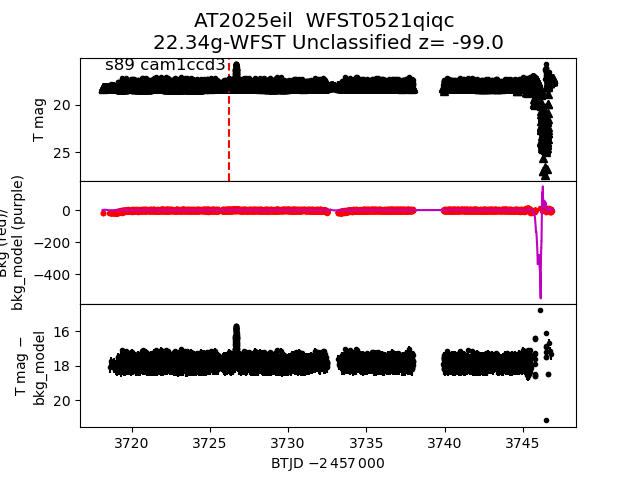 AT2025eil  WFST0521qiqc
22.34g-WFST Unclassified z= -99.0
s89 cam1ccd3
T mag
20
25
Bkg (red)/
bkg_model (purple)
0
−200
−400
T mag −
bkg_model
16
18
20
3720 3725 3730 3735 3740 3745
BTJD −2 457 000